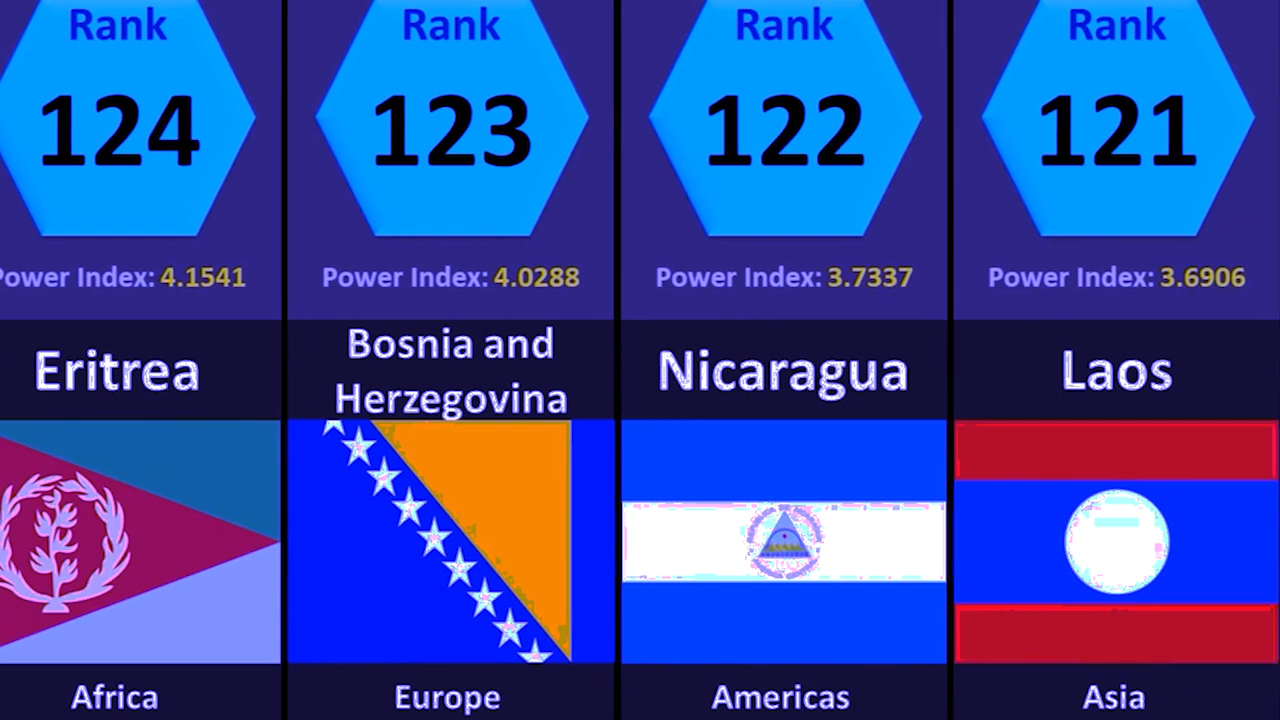 Rank
124
Power Index: 4.1541
Eritrea
Africa
Rank
123
Power Index: 4.0288
Bosnia and
Herzegovina
Europe
Rank
122
Power Index: 3.7337
Nicaragua
Americas
Rank
121
Power Index: 3.6906
Laos
Asia